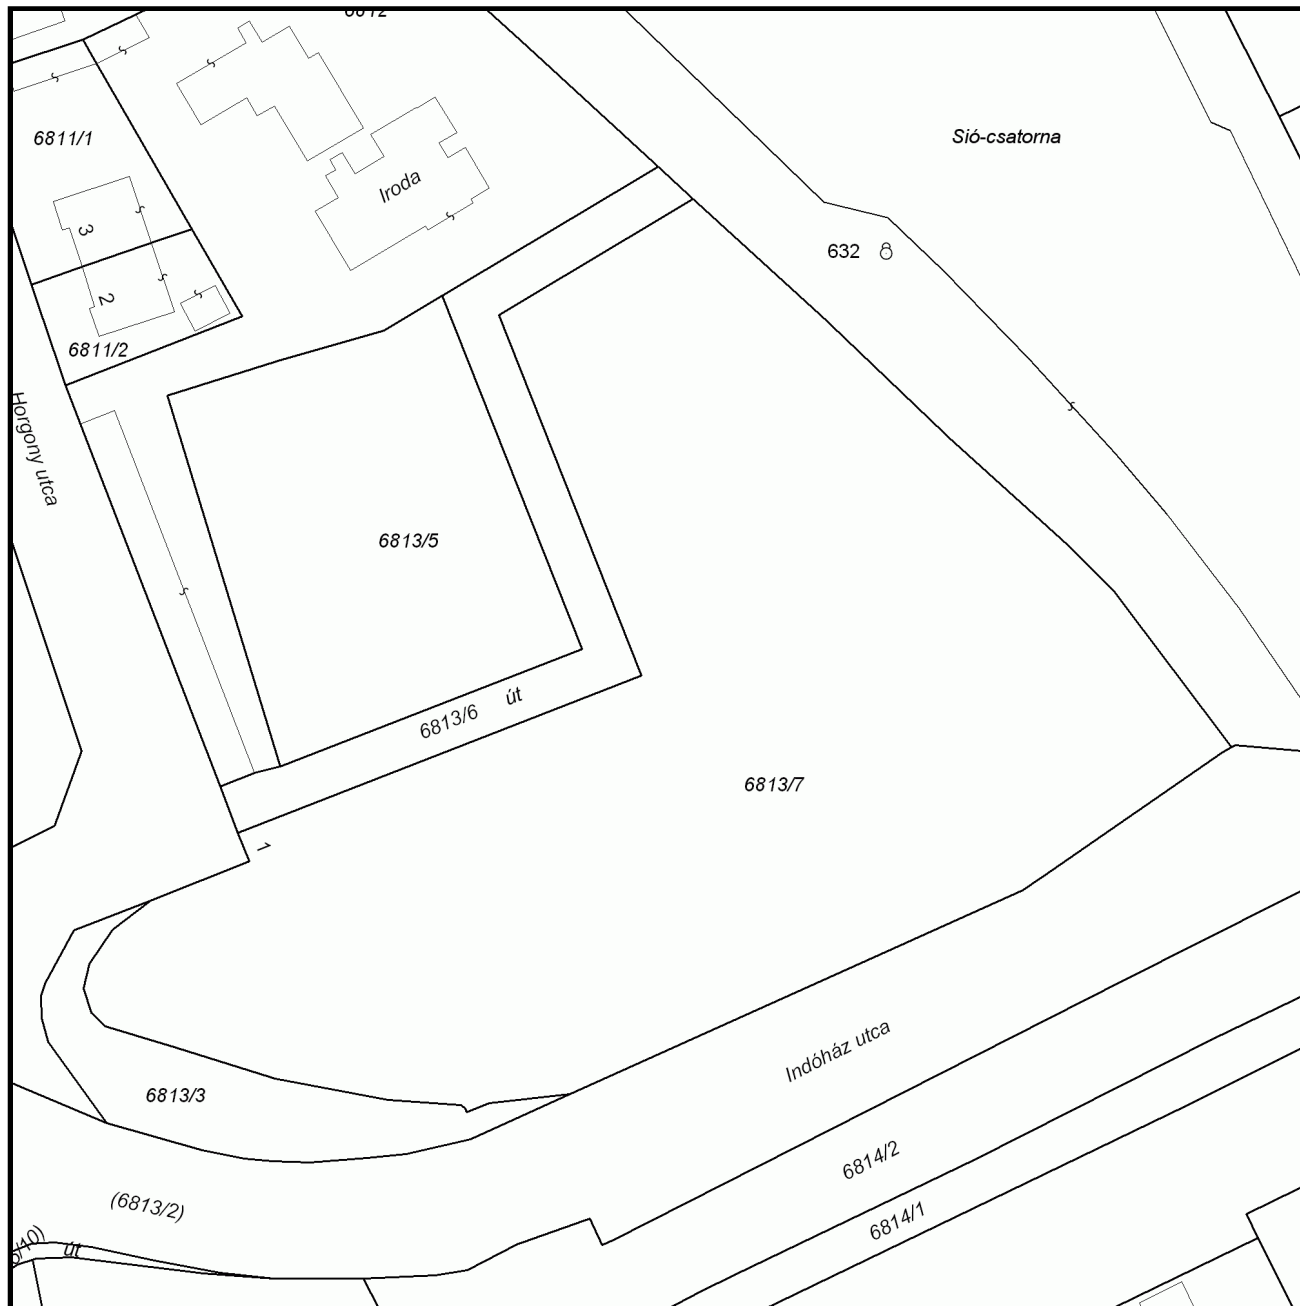 6812
6811/1
Sió-csatorna
Iroda
3
632
2
6811/2
Horgony utca
6813/5
6813/6 út
6813/7
1
Indóház utca
6813/3
6814/2
(6813/2)
6814/1
út